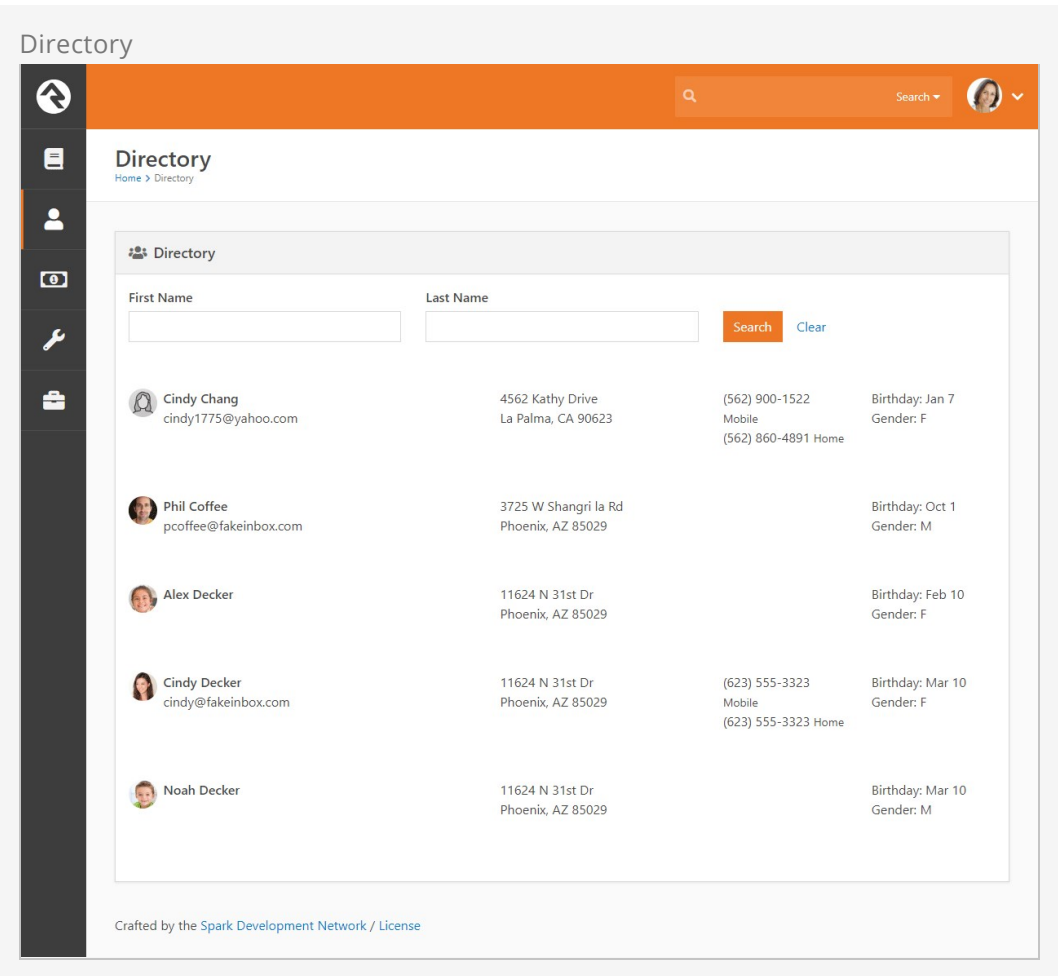 Directory
Search
Directory
Home > Directory
Directory
First Name Last Name
Search Clear
Cindy Chang 4562 Kathy Drive (562) 900-1522 Birthday: Jan 7
cindy1775@yahoo.com La Palma, CA 90623 Mobile Gender: F
(562) 860-4891 Home
Phil Coffee 3725 W Shangri la Rd Birthday: Oct 1
pcoffee@fakeinbox.com Phoenix, AZ 85029 Gender: M
Alex Decker 11624 N 31st Dr Birthday: Feb 10
Phoenix, AZ 85029 Gender: F
Cindy Decker 11624 N 31st Dr (623) 555-3323 Birthday: Mar 10
cindy@fakeinbox.com Phoenix, AZ 85029 Mobile Gender: F
(623) 555-3323 Home
Noah Decker 11624 N 31st Dr Birthday: Mar 10
Phoenix, AZ 85029 Gender: M
Crafted by the Spark Development Network / License